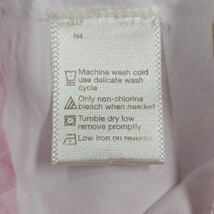 N4
Machine wash cold
use delicate wash
cycle
Only non-chlorine
bleach when needed
Tumble dry low
remove promptly
Low iron on reverse